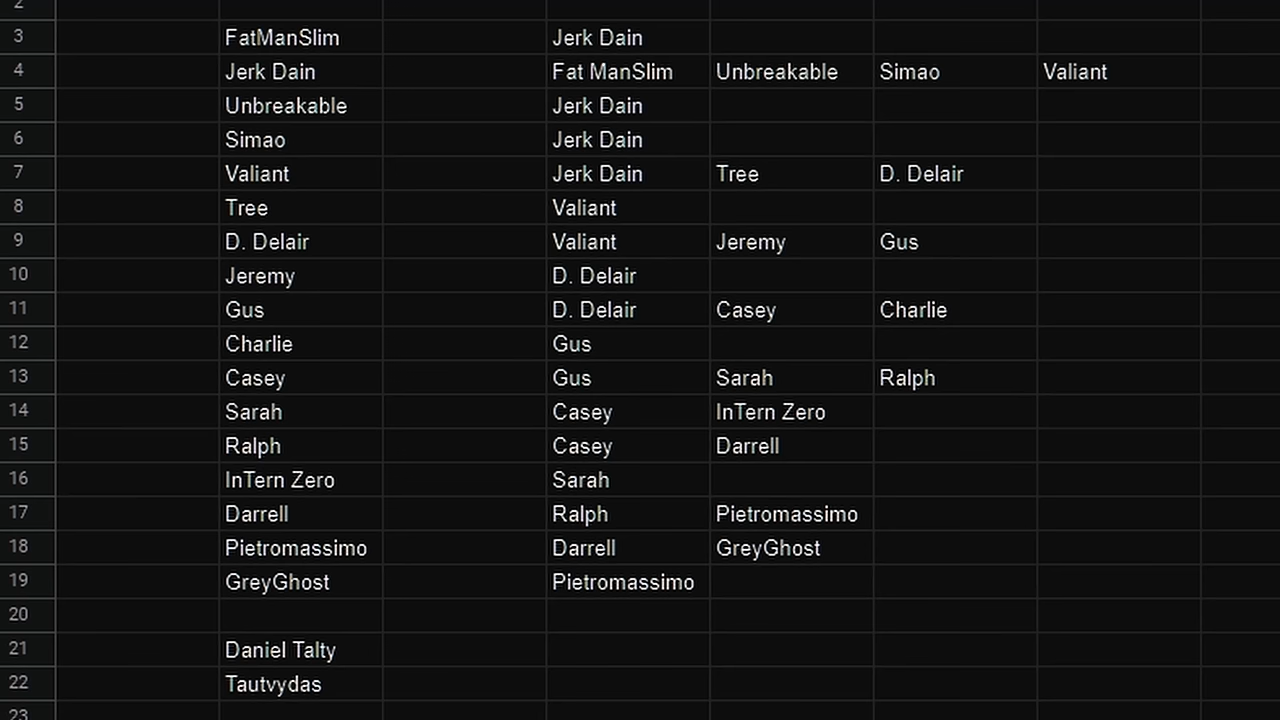 2
3 FatManSlim Jerk Dain
4 Jerk Dain Fat ManSlim Unbreakable Simao Valiant
5 Unbreakable Jerk Dain
6 Simao Jerk Dain
7 Valiant Jerk Dain Tree D. Delair
8 Tree Valiant
9 D. Delair Valiant Jeremy Gus
10 Jeremy D. Delair
11 Gus D. Delair Casey Charlie
12 Charlie Gus
13 Casey Gus Sarah Ralph
14 Sarah Casey InTern Zero
15 Ralph Casey Darrell
16 InTern Zero Sarah
17 Darrell Ralph Pietromassimo
18 Pietromassimo Darrell GreyGhost
19 GreyGhost Pietromassimo
20
21 Daniel Talty
22 Tautvydas
23